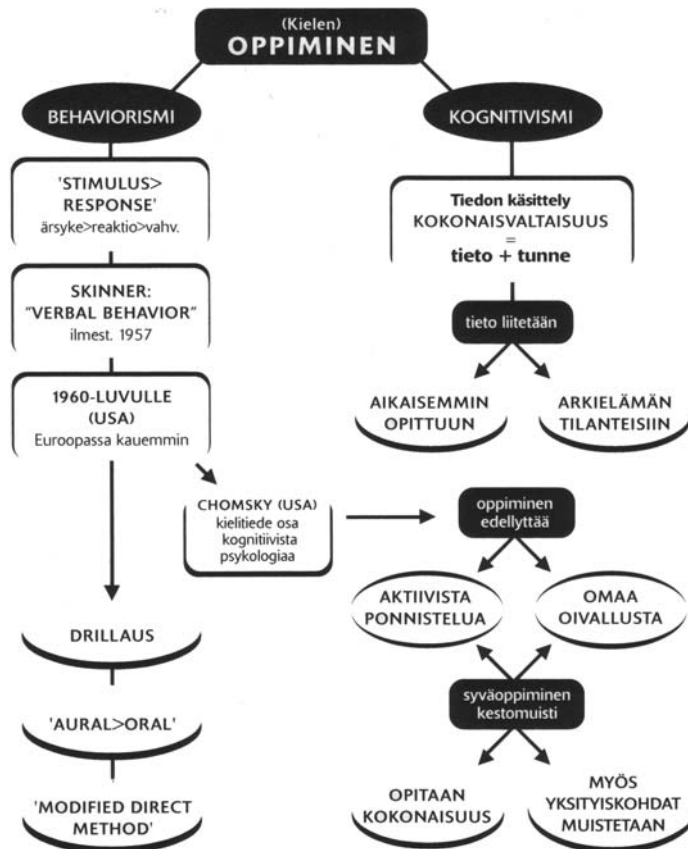 (Kielen)
OPPIMINEN
BEHAVIORISMI
'STIMULUS>
RESPONSE'
ärsyke>reaktio>vahv.
SKINNER:
"VERBAL BEHAVIOR"
ilmest. 1957
1960-LUVULLE
(USA)
Euroopassa kauemmin
CHOMSKY (USA)
kielitiede osa
kognitiivista
psykologiaa
DRILLAUS
'AURAL>ORAL'
'MODIFIED DIRECT
METHOD'
KOGNITIVISMI
Tiedon käsittely
KOKONAISVALTAISUUS
=
tieto + tunne
tieto liitetään
AIKAISEMMIN
OPITTUUN
ARKIELÄMÄN
TILANTEISIIN
oppiminen
edellyttää
AKTIIVISTA
PONNISTELUA
OMAA
OIVALLUSTA
syväoppiminen
kestomuisti
OPITAAN
KOKONAISUUS
MYÖS
YKSITYISKOHDAT
MUISTETAAN